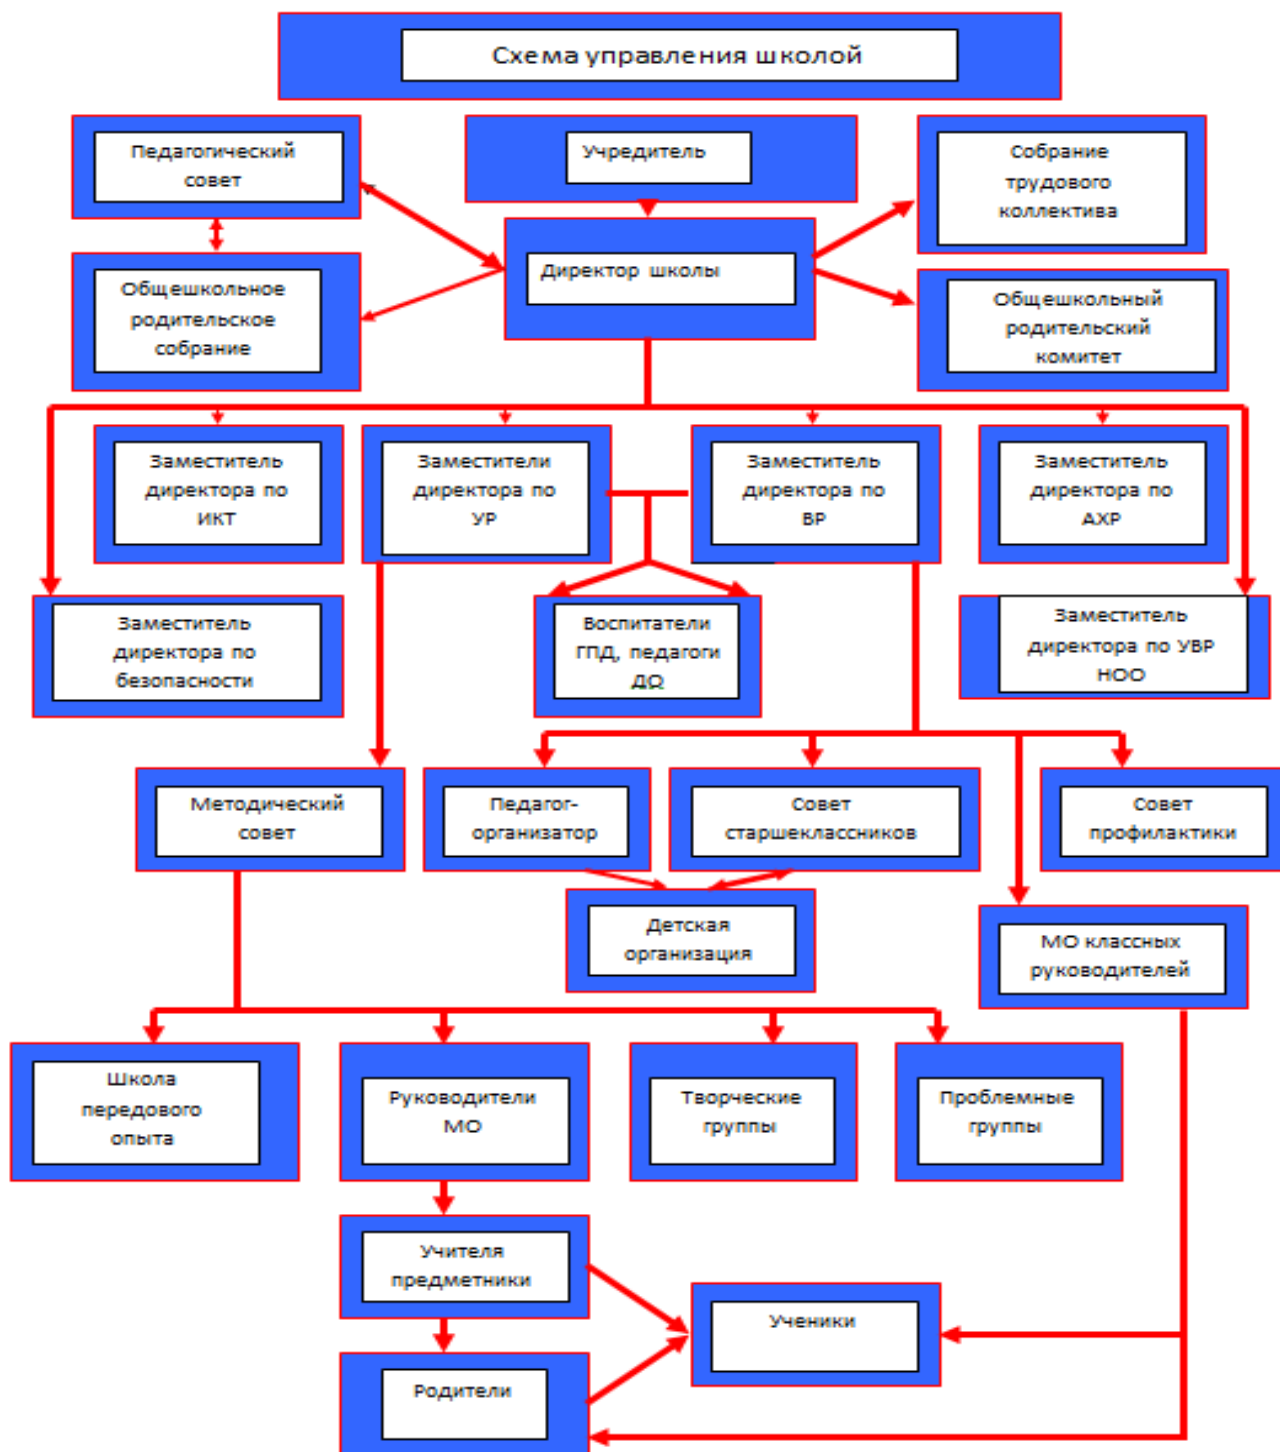 Схема управления школой
Педагогический
совет
Учредитель
Собрание
трудового
коллектива
Общешкольное
родительское
собрание
Директор школы
Общешкольный
родительский
комитет
Заместитель
директора по
ИКТ
Заместители
директора по
УР
Заместитель
директора по
ВР
Заместитель
директора по
АХР
Заместитель
директора по
безопасности
Воспитатели
ГПД, педагоги
ДО
Заместитель
директора по УВР
НОО
Методический
совет
Педагог-
организатор
Совет
старшеклассников
Совет
профилактики
Детская
организация
МО классных
руководителей
Школа
передового
опыта
Руководители
МО
Творческие
группы
Проблемные
группы
Учителя
предметники
Ученики
Родители